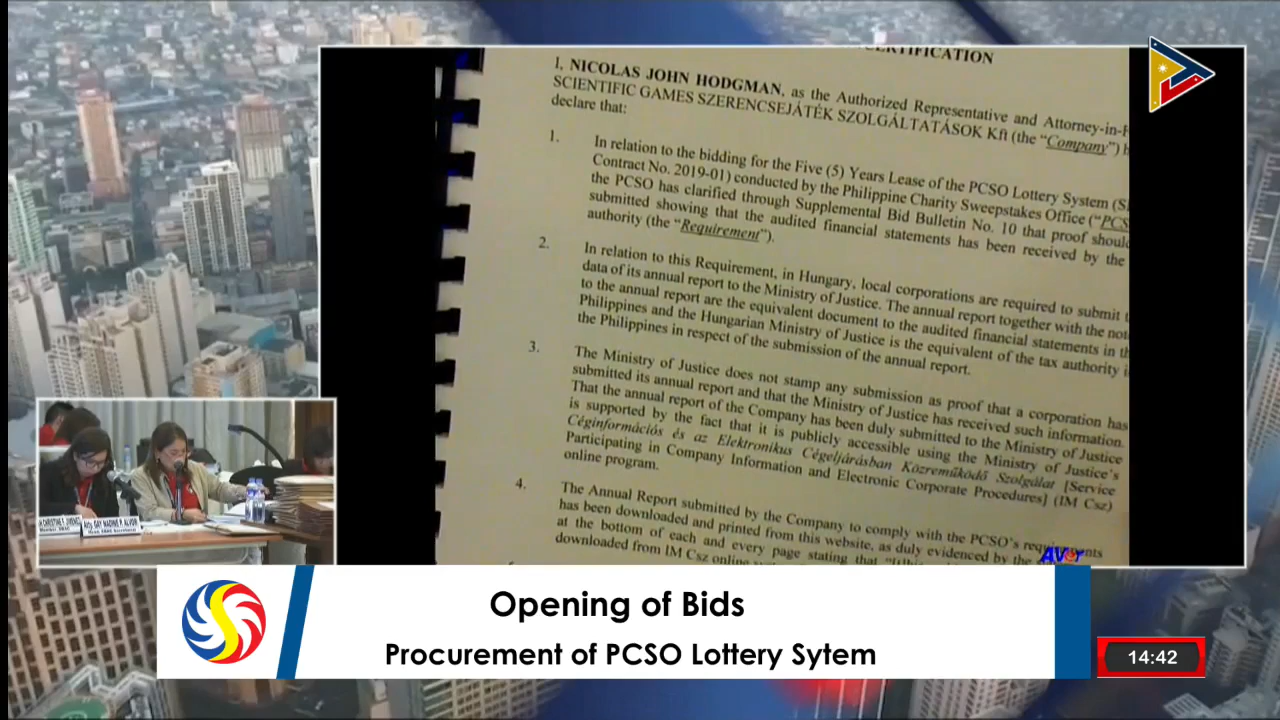 CERTIFICATION
I, NICOLAS JOHN HODGMAN, as the Authorized Representative and Attorney-in-F
SCIENTIFIC GAMES SZERENCSEJÁTÉK SZOLGÁLTATÁSOK Kft (the “Company”) h
declare that:
1. In relation to the bidding for the Five (5) Years Lease of the PCSO Lottery System (S
Contract No. 2019-01) conducted by the Philippine Charity Sweepstakes Office (“PCS
the PCSO has clarified through Supplemental Bid Bulletin No. 10 that proof shoul
submitted showing that the audited financial statements has been received by the
authority (the “Requirement”).
2. In relation to this Requirement, in Hungary, local corporations are required to submit t
data of its annual report to the Ministry of Justice. The annual report together with the not
to the annual report are the equivalent document to the audited financial statements in th
Philippines and the Hungarian Ministry of Justice is the equivalent of the tax authority i
the Philippines in respect of the submission of the annual report.
3. The Ministry of Justice does not stamp any submission as proof that a corporation has
submitted its annual report and that the Ministry of Justice has received such information.
That the annual report of the Company has been duly submitted to the Ministry of Justice
is supported by the fact that it is publicly accessible using the Ministry of Justice’s
Céginformációs és az Elektronikus Cégeljárásban Közreműködő Szolgálat [Service
Participating in Company Information and Electronic Corporate Procedures] (IM Csz)
online program.
4. The Annual Report submitted by the Company to comply with the PCSO’s requirements
has been downloaded and printed from this website, as duly evidenced by the
at the bottom of each and every page stating that
downloaded from IM Csz online
AVer
Opening of Bids
Procurement of PCSO Lottery Sytem
14:42